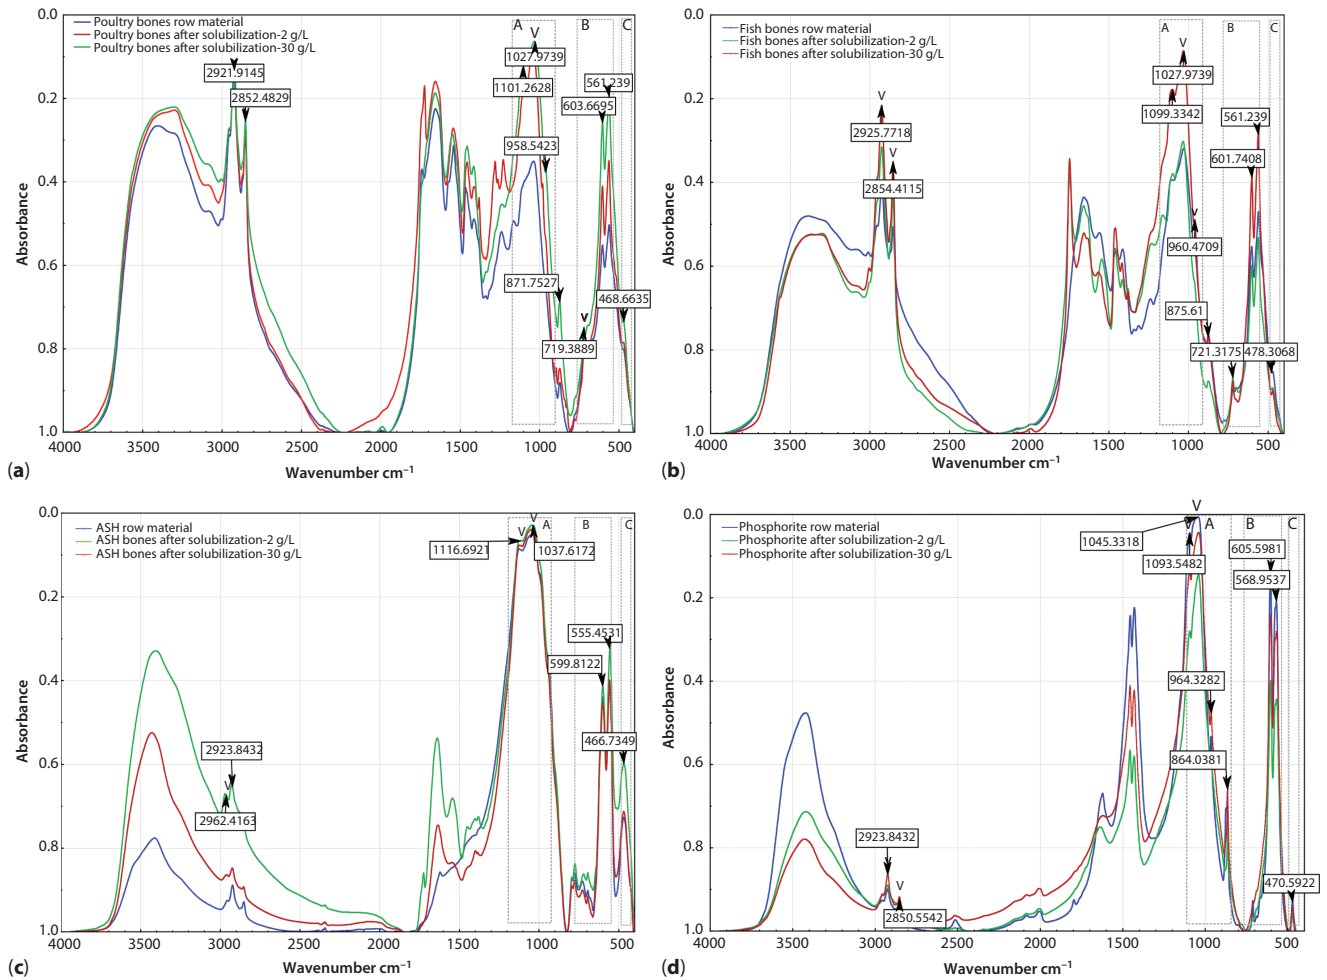 Poultry bones row material
Poultry bones after solubilization-2 g/L
Poultry bones after solubilization-30 g/L
A
B
C
V
2921.9145
2852.4829
1027.9739
1101.2628
561.239
603.6695
958.5423
871.7527
468.6635
V
719.3889
0.0
0.2
0.4
0.6
0.8
1.0
Absorbance
4000 3500 3000 2500 2000 1500 1000 500
Wavenumber cm⁻¹
(a)
Fish bones row material
Fish bones after solubilization-2 g/L
Fish bones after solubilization-30 g/L
A
B
C
V
V
2925.7718
V
2854.4115
1027.9739
1099.3342
561.239
601.7408
V
960.4709
875.61
721.3175
478.3068
0.0
0.2
0.4
0.6
0.8
1.0
Absorbance
4000 3500 3000 2500 2000 1500 1000 500
Wavenumber cm⁻¹
(b)
ASH row material
ASH bones after solubilization-2 g/L
ASH bones after solubilization-30 g/L
A
B
C
V
V
1116.6921
1037.6172
555.4531
599.8122
466.7349
2923.8432
V
2962.4163
0.0
0.2
0.4
0.6
0.8
1.0
Absorbance
4000 3500 3000 2500 2000 1500 1000 500
Wavenumber cm⁻¹
(c)
Phosphorite row material
Phosphorite after solubilization-2 g/L
Phosphorite after solubilization-30 g/L
A
B
C
V
V
1045.3318
1093.5482
605.5981
568.9537
964.3282
864.0381
2923.8432
V
2850.5542
470.5922
0.0
0.2
0.4
0.6
0.8
1.0
Absorbance
4000 3500 3000 2500 2000 1500 1000 500
Wavenumber cm⁻¹
(d)